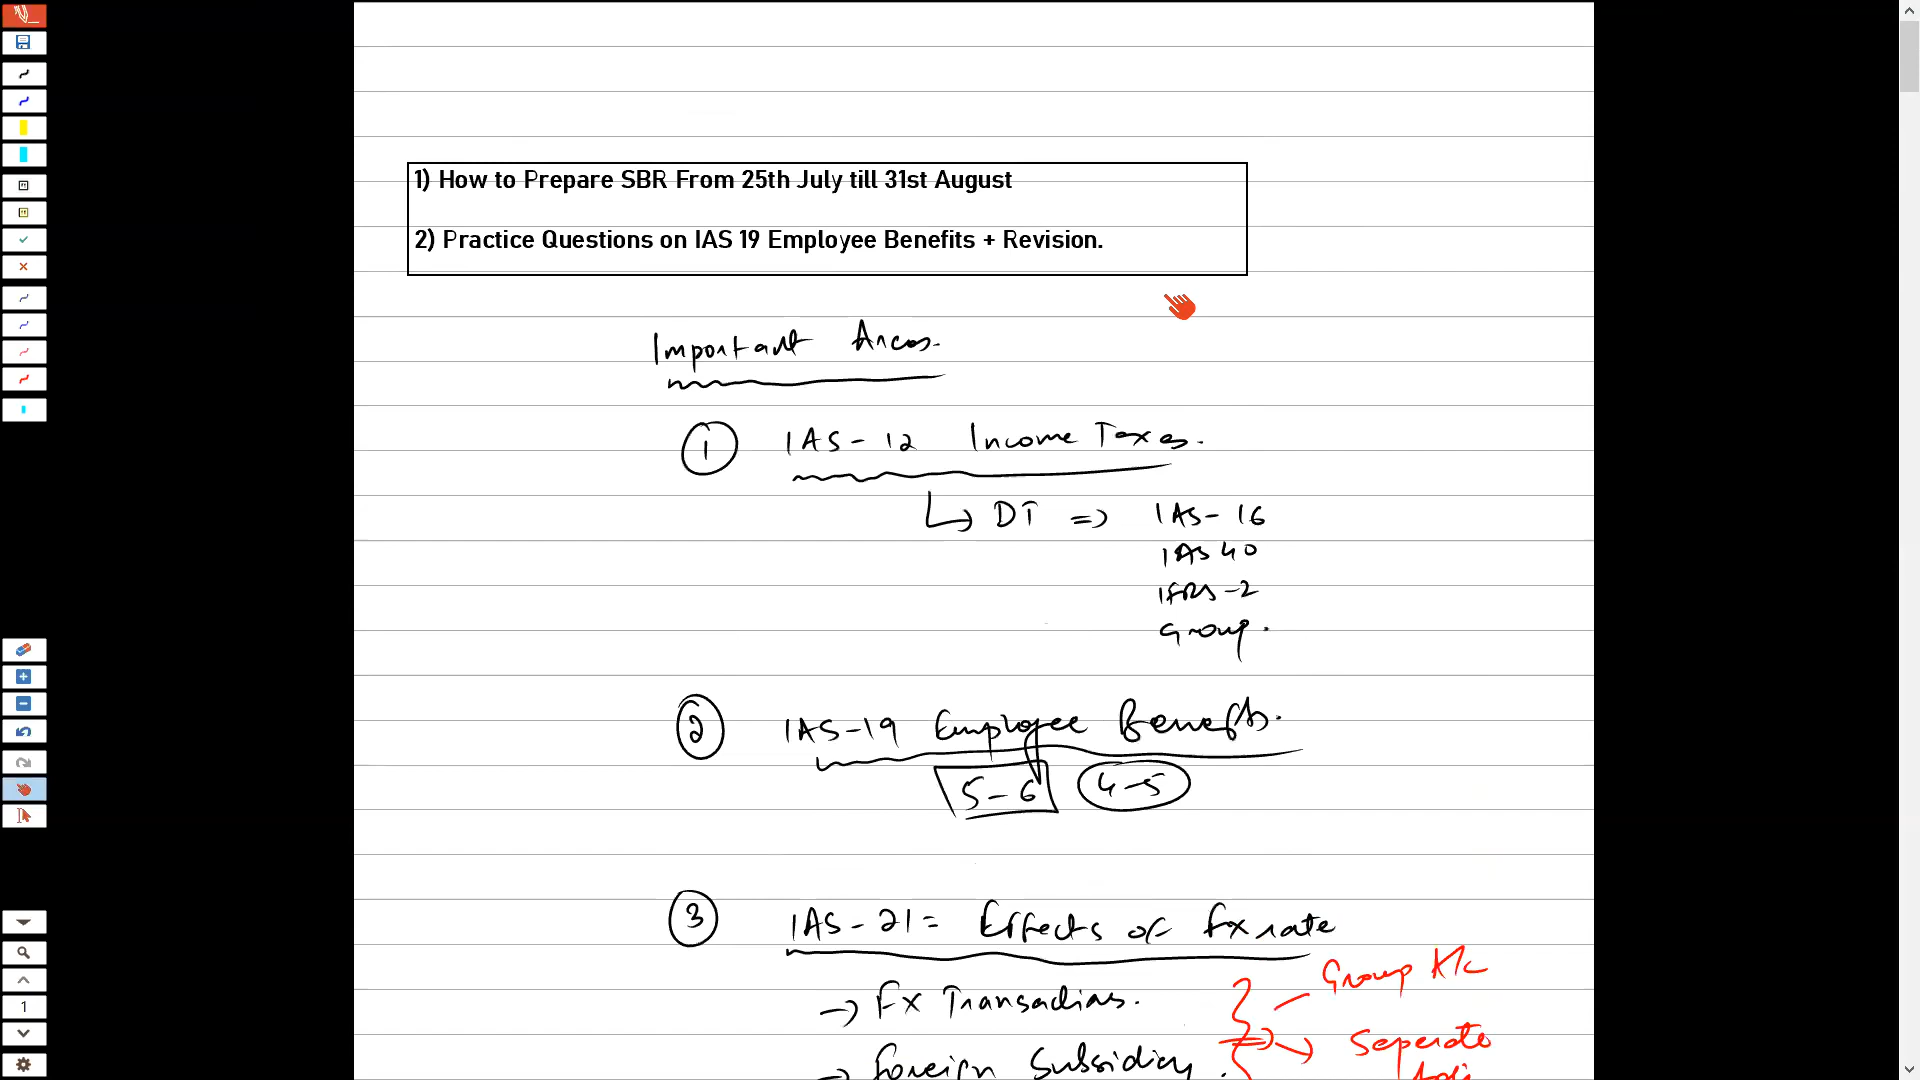 1) How to Prepare SBR From 25th July till 31st August
2) Practice Questions on IAS 19 Employee Benefits + Revision.
Important Areas.
1 IAS-12 Income Taxes.
↳ DT => IAS-16
IAS 40
IFRS-2
Group.
2 IAS-19 Employee Benefits.
5-6 4-5
3 IAS-21= Effects of fx rate
Group A/c
→ FX Transactions.
Seperate
→ foreign Subsidiary.
1